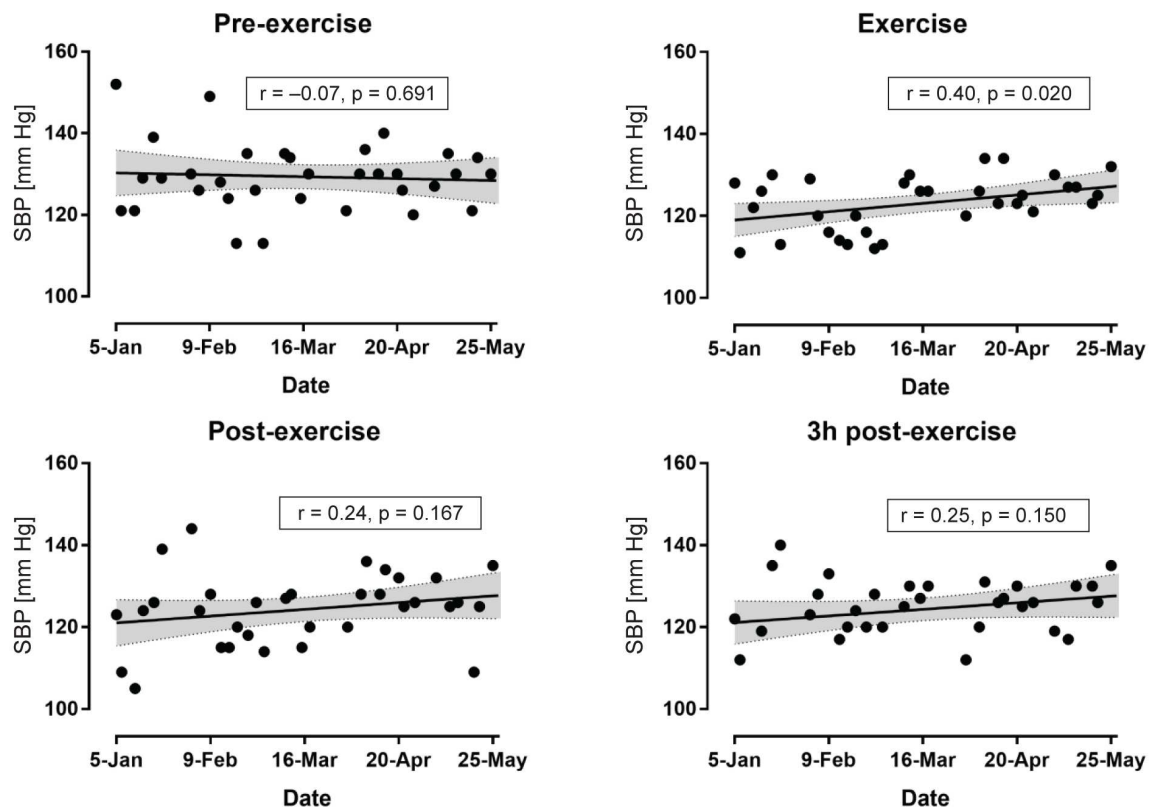 Pre-exercise
160
140
120
100
SBP [mm Hg]
r = –0.07, p = 0.691
5-Jan 9-Feb 16-Mar 20-Apr 25-May
Date
Exercise
160
140
120
100
SBP [mm Hg]
r = 0.40, p = 0.020
5-Jan 9-Feb 16-Mar 20-Apr 25-May
Date
Post-exercise
160
140
120
100
SBP [mm Hg]
r = 0.24, p = 0.167
5-Jan 9-Feb 16-Mar 20-Apr 25-May
Date
3h post-exercise
160
140
120
100
SBP [mm Hg]
r = 0.25, p = 0.150
5-Jan 9-Feb 16-Mar 20-Apr 25-May
Date